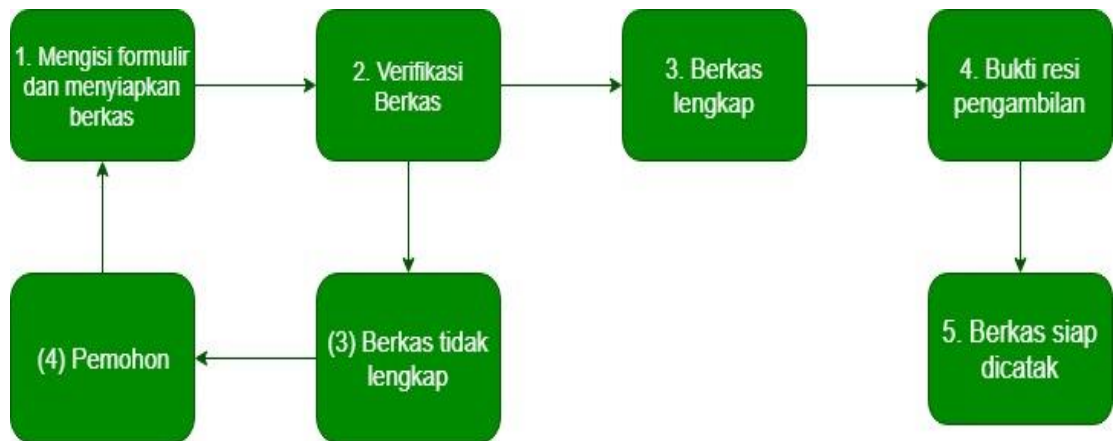 1. Mengisi formulir
dan menyiapkan
berkas
2. Verifikasi
Berkas
3. Berkas
lengkap
4. Bukti resi
pengambilan
(4) Pemohon
(3) Berkas tidak
lengkap
5. Berkas siap
dicatak